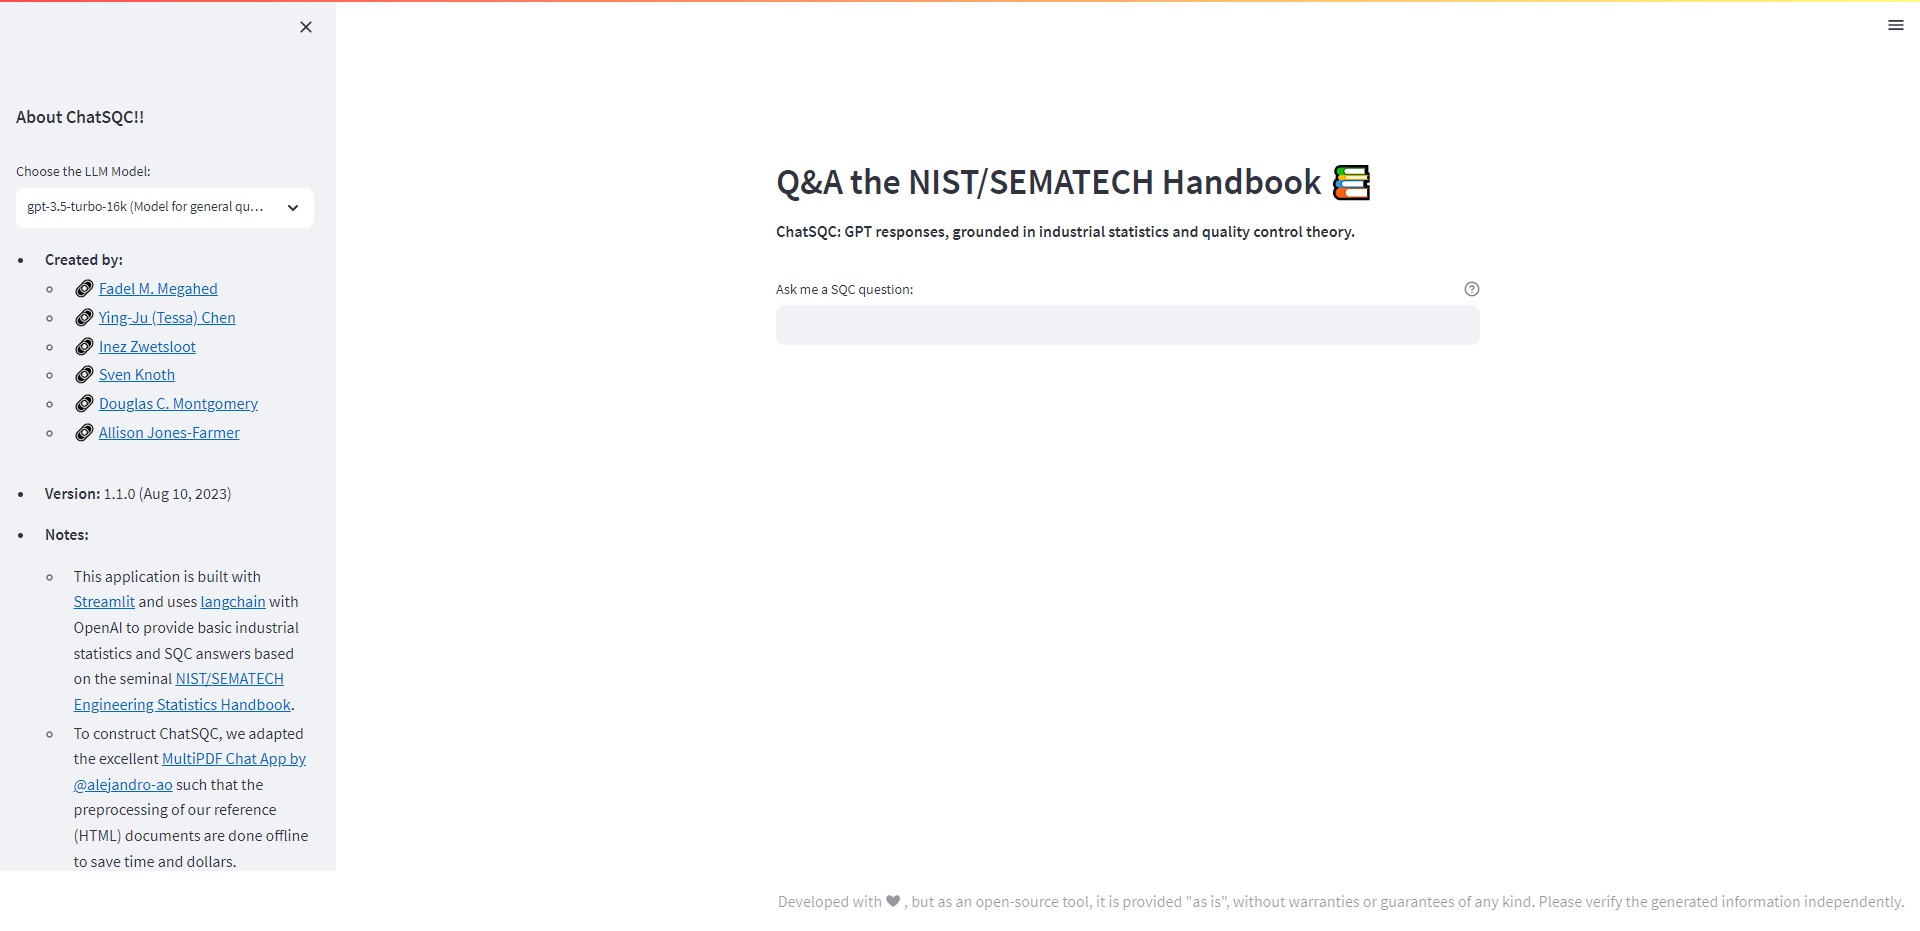 About ChatSQC!!
Choose the LLM Model:
gpt-3.5-turbo-16k (Model for general qu...
Created by:
Fadel M. Megahed
Ying-Ju (Tessa) Chen
Inez Zwetsloot
Sven Knoth
Douglas C. Montgomery
Allison Jones-Farmer
Version: 1.1.0 (Aug 10, 2023)
Notes:
This application is built with
Streamlit and uses langchain with
OpenAI to provide basic industrial
statistics and SQC answers based
on the seminal NIST/SEMATECH
Engineering Statistics Handbook.
To construct ChatSQC, we adapted
the excellent MultiPDF Chat App by
@alejandro-ao such that the
preprocessing of our reference
(HTML) documents are done offline
to save time and dollars.
Q&A the NIST/SEMATECH Handbook 📚
ChatSQC: GPT responses, grounded in industrial statistics and quality control theory.
Ask me a SQC question:
Developed with ❤ , but as an open-source tool, it is provided "as is", without warranties or guarantees of any kind. Please verify the generated information independently.